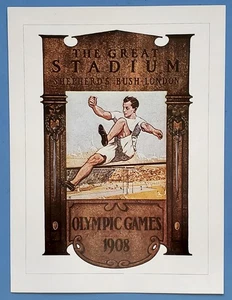 THE GREAT
STADIUM
SHEPHERD'S·BUSH·LONDON
OLYMPIC GAMES
1908